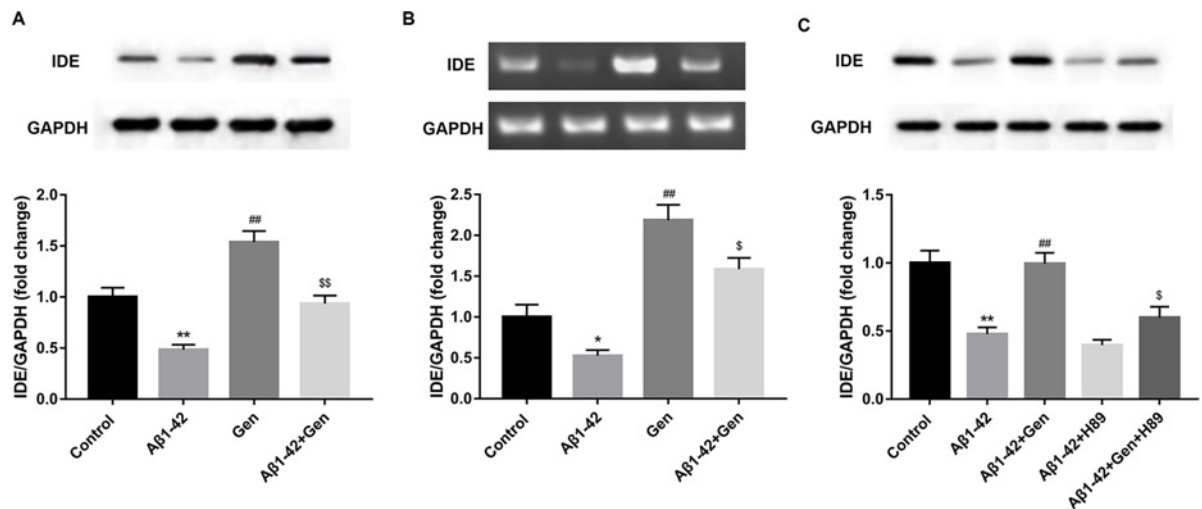 A
IDE
GAPDH
IDE/GAPDH (fold change)
2.0
1.5
1.0
0.5
0.0
**
##
$$
Control
Aβ1-42
Gen
Aβ1-42+Gen
B
IDE
GAPDH
IDE/GAPDH (fold change)
2.5
2.0
1.5
1.0
0.5
0.0
*
##
$
Control
Aβ1-42
Gen
Aβ1-42+Gen
C
IDE
GAPDH
IDE/GAPDH (fold change)
1.5
1.0
0.5
0.0
**
##
$
Control
Aβ1-42
Aβ1-42+Gen
Aβ1-42+H89
Aβ1-42+Gen+H89